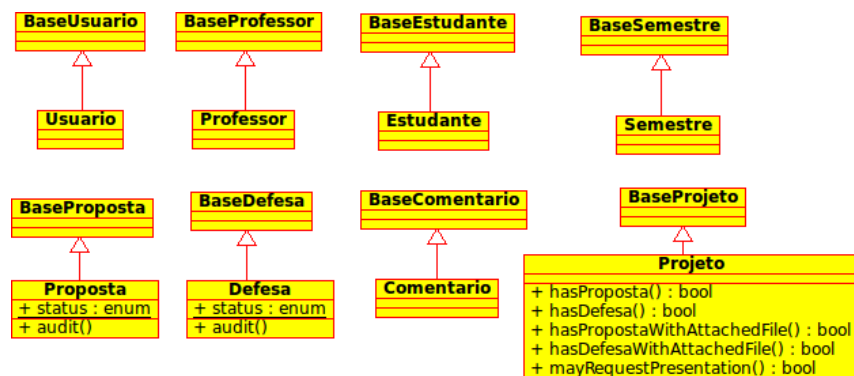 BaseUsuario
BaseProfessor
BaseEstudante
BaseSemestre
Usuario
Professor
Estudante
Semestre
BaseProposta
BaseDefesa
BaseComentario
BaseProjeto
Proposta
+ status : enum
+ audit()
Defesa
+ status : enum
+ audit()
Comentario
Projeto
+ hasProposta() : bool
+ hasDefesa() : bool
+ hasPropostaWithAttachedFile() : bool
+ hasDefesaWithAttachedFile() : bool
+ mayRequestPresentation() : bool